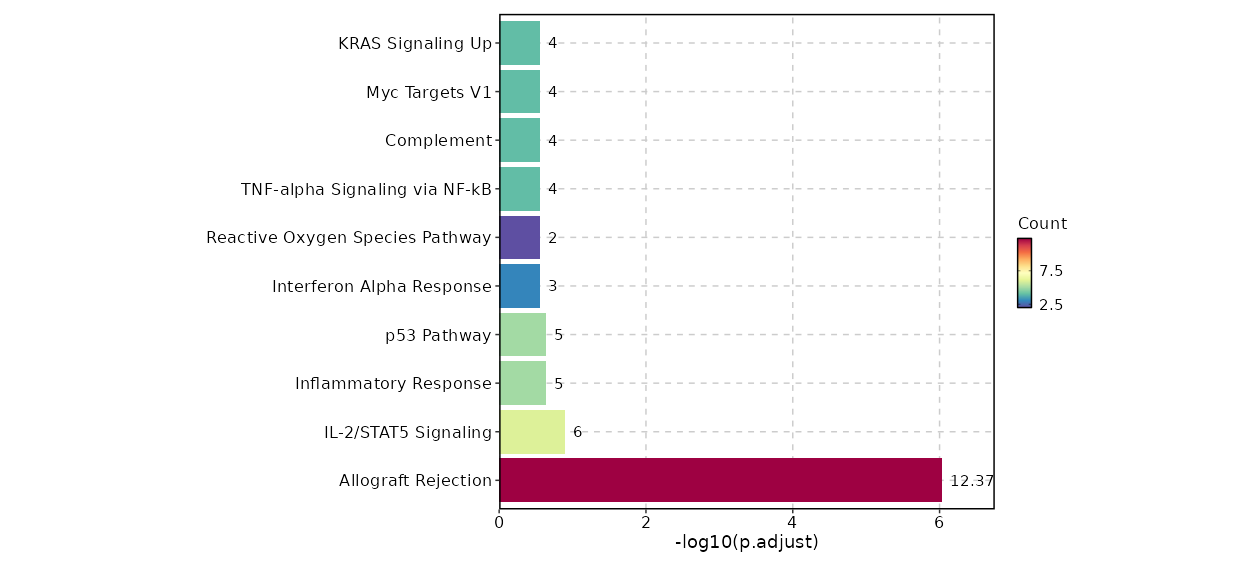 KRAS Signaling Up 4
Myc Targets V1 4
Complement 4
TNF-alpha Signaling via NF-kB 4
Reactive Oxygen Species Pathway 2
Interferon Alpha Response 3
p53 Pathway 5
Inflammatory Response 5
IL-2/STAT5 Signaling 6
Allograft Rejection 12.37
0 2 4 6
-log10(p.adjust)
Count
7.5
2.5